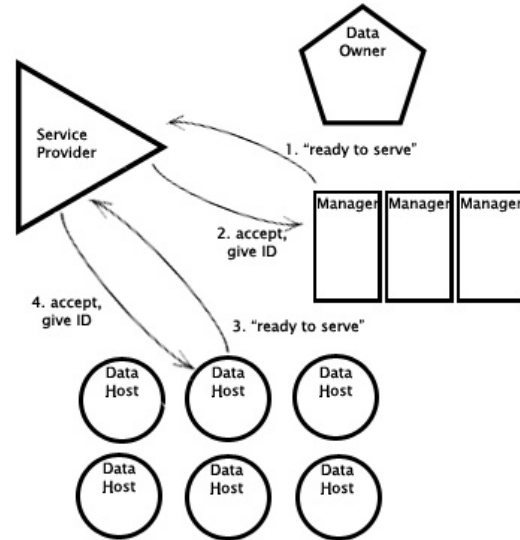 Data
Owner
Service
Provider
1. “ready to serve”
Manager
Manager
Manager
2. accept,
give ID
4. accept,
give ID
3. “ready to serve”
Data
Host
Data
Host
Data
Host
Data
Host
Data
Host
Data
Host